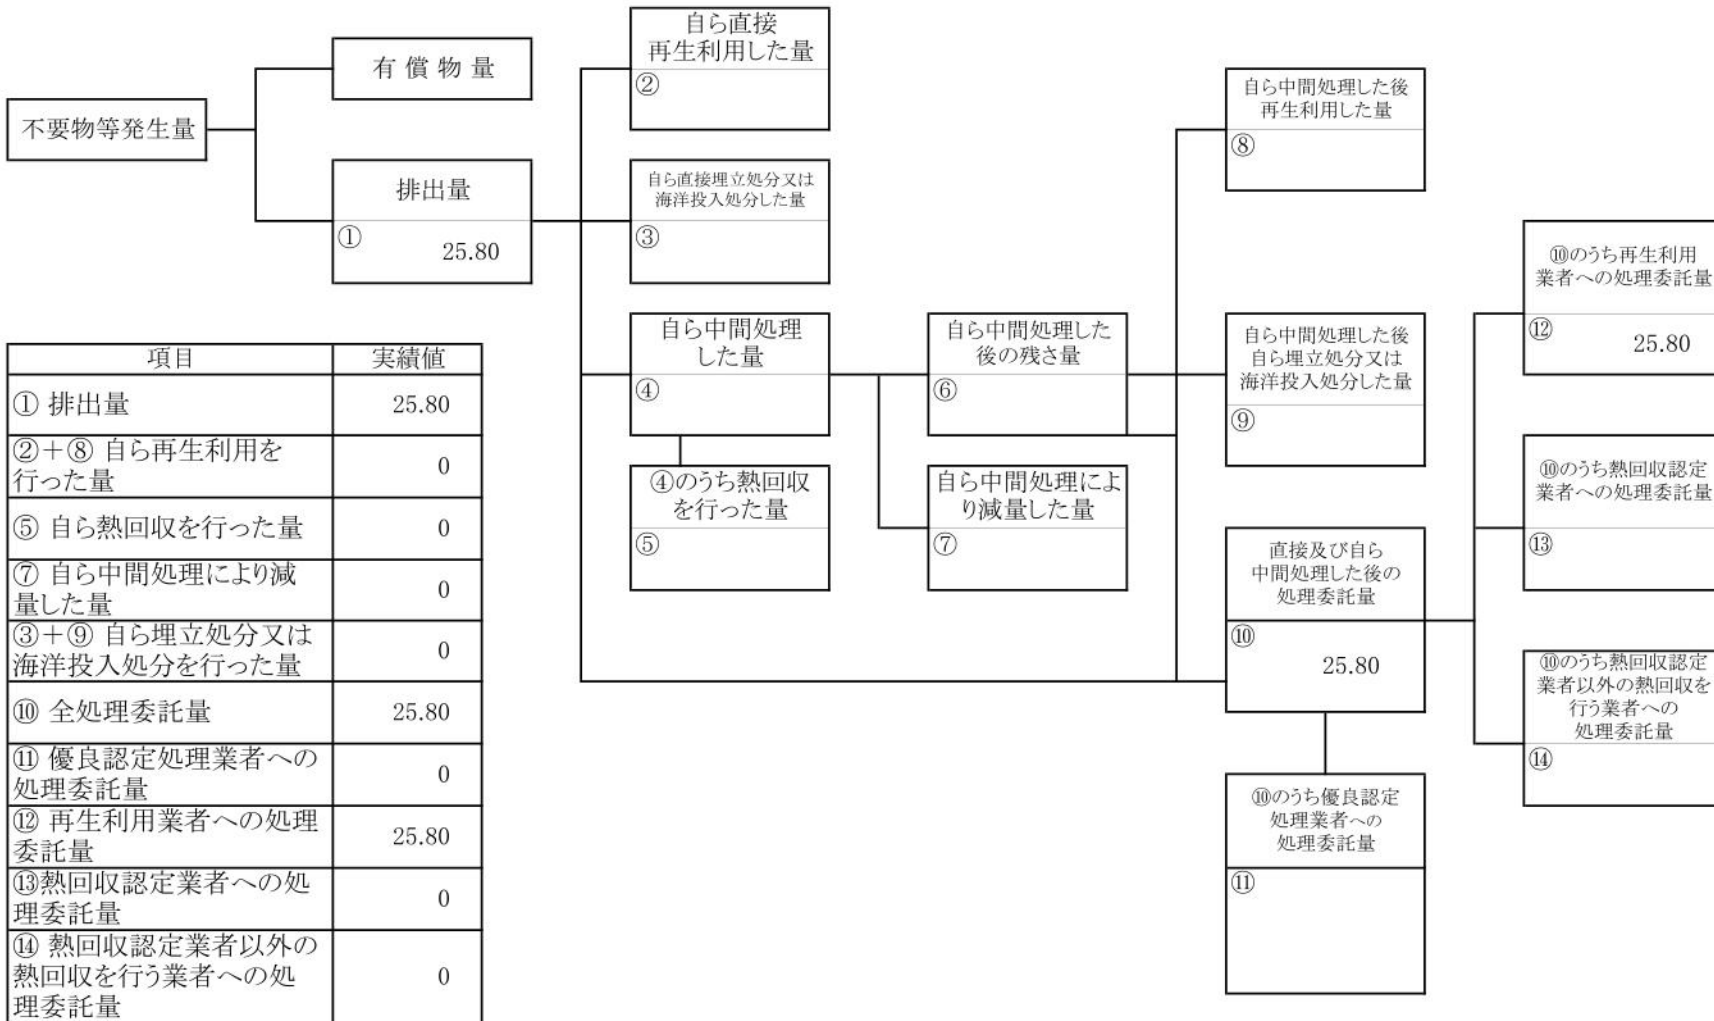 不要物等発生量
有 償 物 量
排出量
①
25.80
自ら直接
再生利用した量
②
自ら直接埋立処分又は
海洋投入処分した量
③
自ら中間処理
した量
④
④のうち熱回収
を行った量
⑤
自ら中間処理した
後の残さ量
⑥
自ら中間処理によ
り減量した量
⑦
自ら中間処理した後
再生利用した量
⑧
自ら中間処理した後
自ら埋立処分又は
海洋投入処分した量
⑨
直接及び自ら
中間処理した後の
処理委託量
⑩
25.80
⑩のうち優良認定
処理業者への
処理委託量
⑪
⑩のうち再生利用
業者への処理委託量
⑫
25.80
⑩のうち熱回収認定
業者への処理委託量
⑬
⑩のうち熱回収認定
業者以外の熱回収を
行う業者への
処理委託量
⑭
項目 実績値
① 排出量 25.80
②＋⑧ 自ら再生利用を
行った量 0
⑤ 自ら熱回収を行った量 0
⑦ 自ら中間処理により減
量した量 0
③＋⑨ 自ら埋立処分又は
海洋投入処分を行った量 0
⑩ 全処理委託量 25.80
⑪ 優良認定処理業者への
処理委託量 0
⑫ 再生利用業者への処理
委託量 25.80
⑬熱回収認定業者への処
理委託量 0
⑭ 熱回収認定業者以外の
熱回収を行う業者への処
理委託量 0